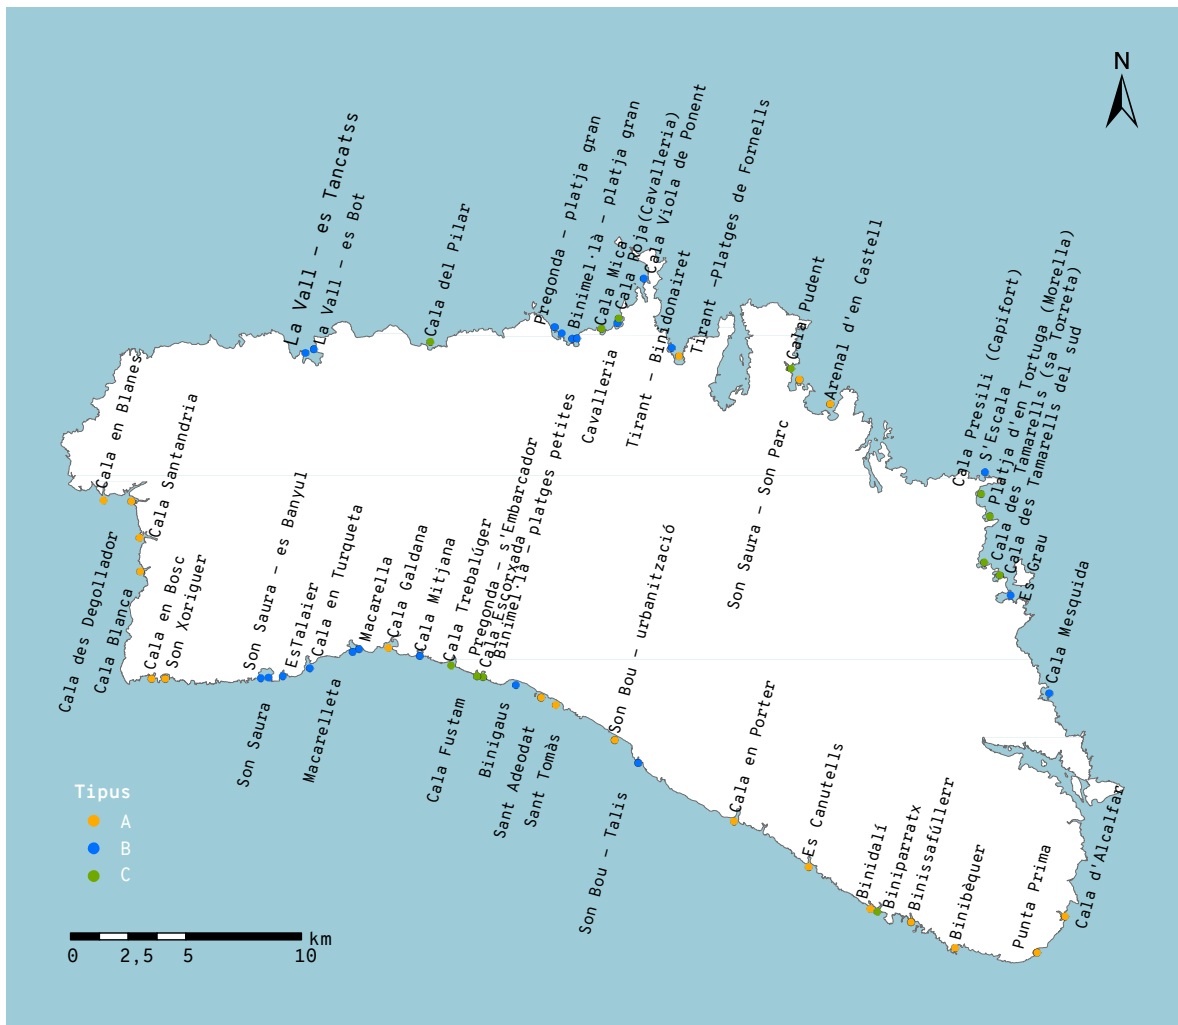 N
La Vall - es Tancatss
La Vall - es Bot
Cala del Pilar
Pregonda - platja gran
Binimel·là - platja gran
Cala Mica
Cala Roja(Cavalleria)
Cala Viola de Ponent
Cavalleria
Tirant - Binidonairet
Tirant -Platges de Fornells
Cala Pudent
Arenal d'en Castell
Son Saura - Son Parc
Cala Presili (Capifort)
S'Escala
Platja d'en Tortuga (Morella)
Cala des Tamarells (sa Torreta)
Cala des Tamarells del sud
Es Grau
Cala Mesquida
Cala en Blanes
Cala Santandria
Cala des Degollador
Cala Blanca
Cala en Bosc
Son Xoriguer
Son Saura - es Banyul
Son Saura
EsTalaier
Cala en Turqueta
Macarelleta
Macarella
Cala Galdana
Cala Mitjana
Cala Trebalúger
Cala Fustam
Pregonda - s'Embarcador
Cala Escorxada
Binimel·là - platges petites
Binigaus
Sant Adeodat
Sant Tomàs
Son Bou - urbanització
Son Bou - Talis
Cala en Porter
Es Canutells
Binidalí
Biniparratx
Binissafúllerr
Binibèquer
Punta Prima
Cala d'Alcalfar
Tipus
A
B
C
km
0 2,5 5 10